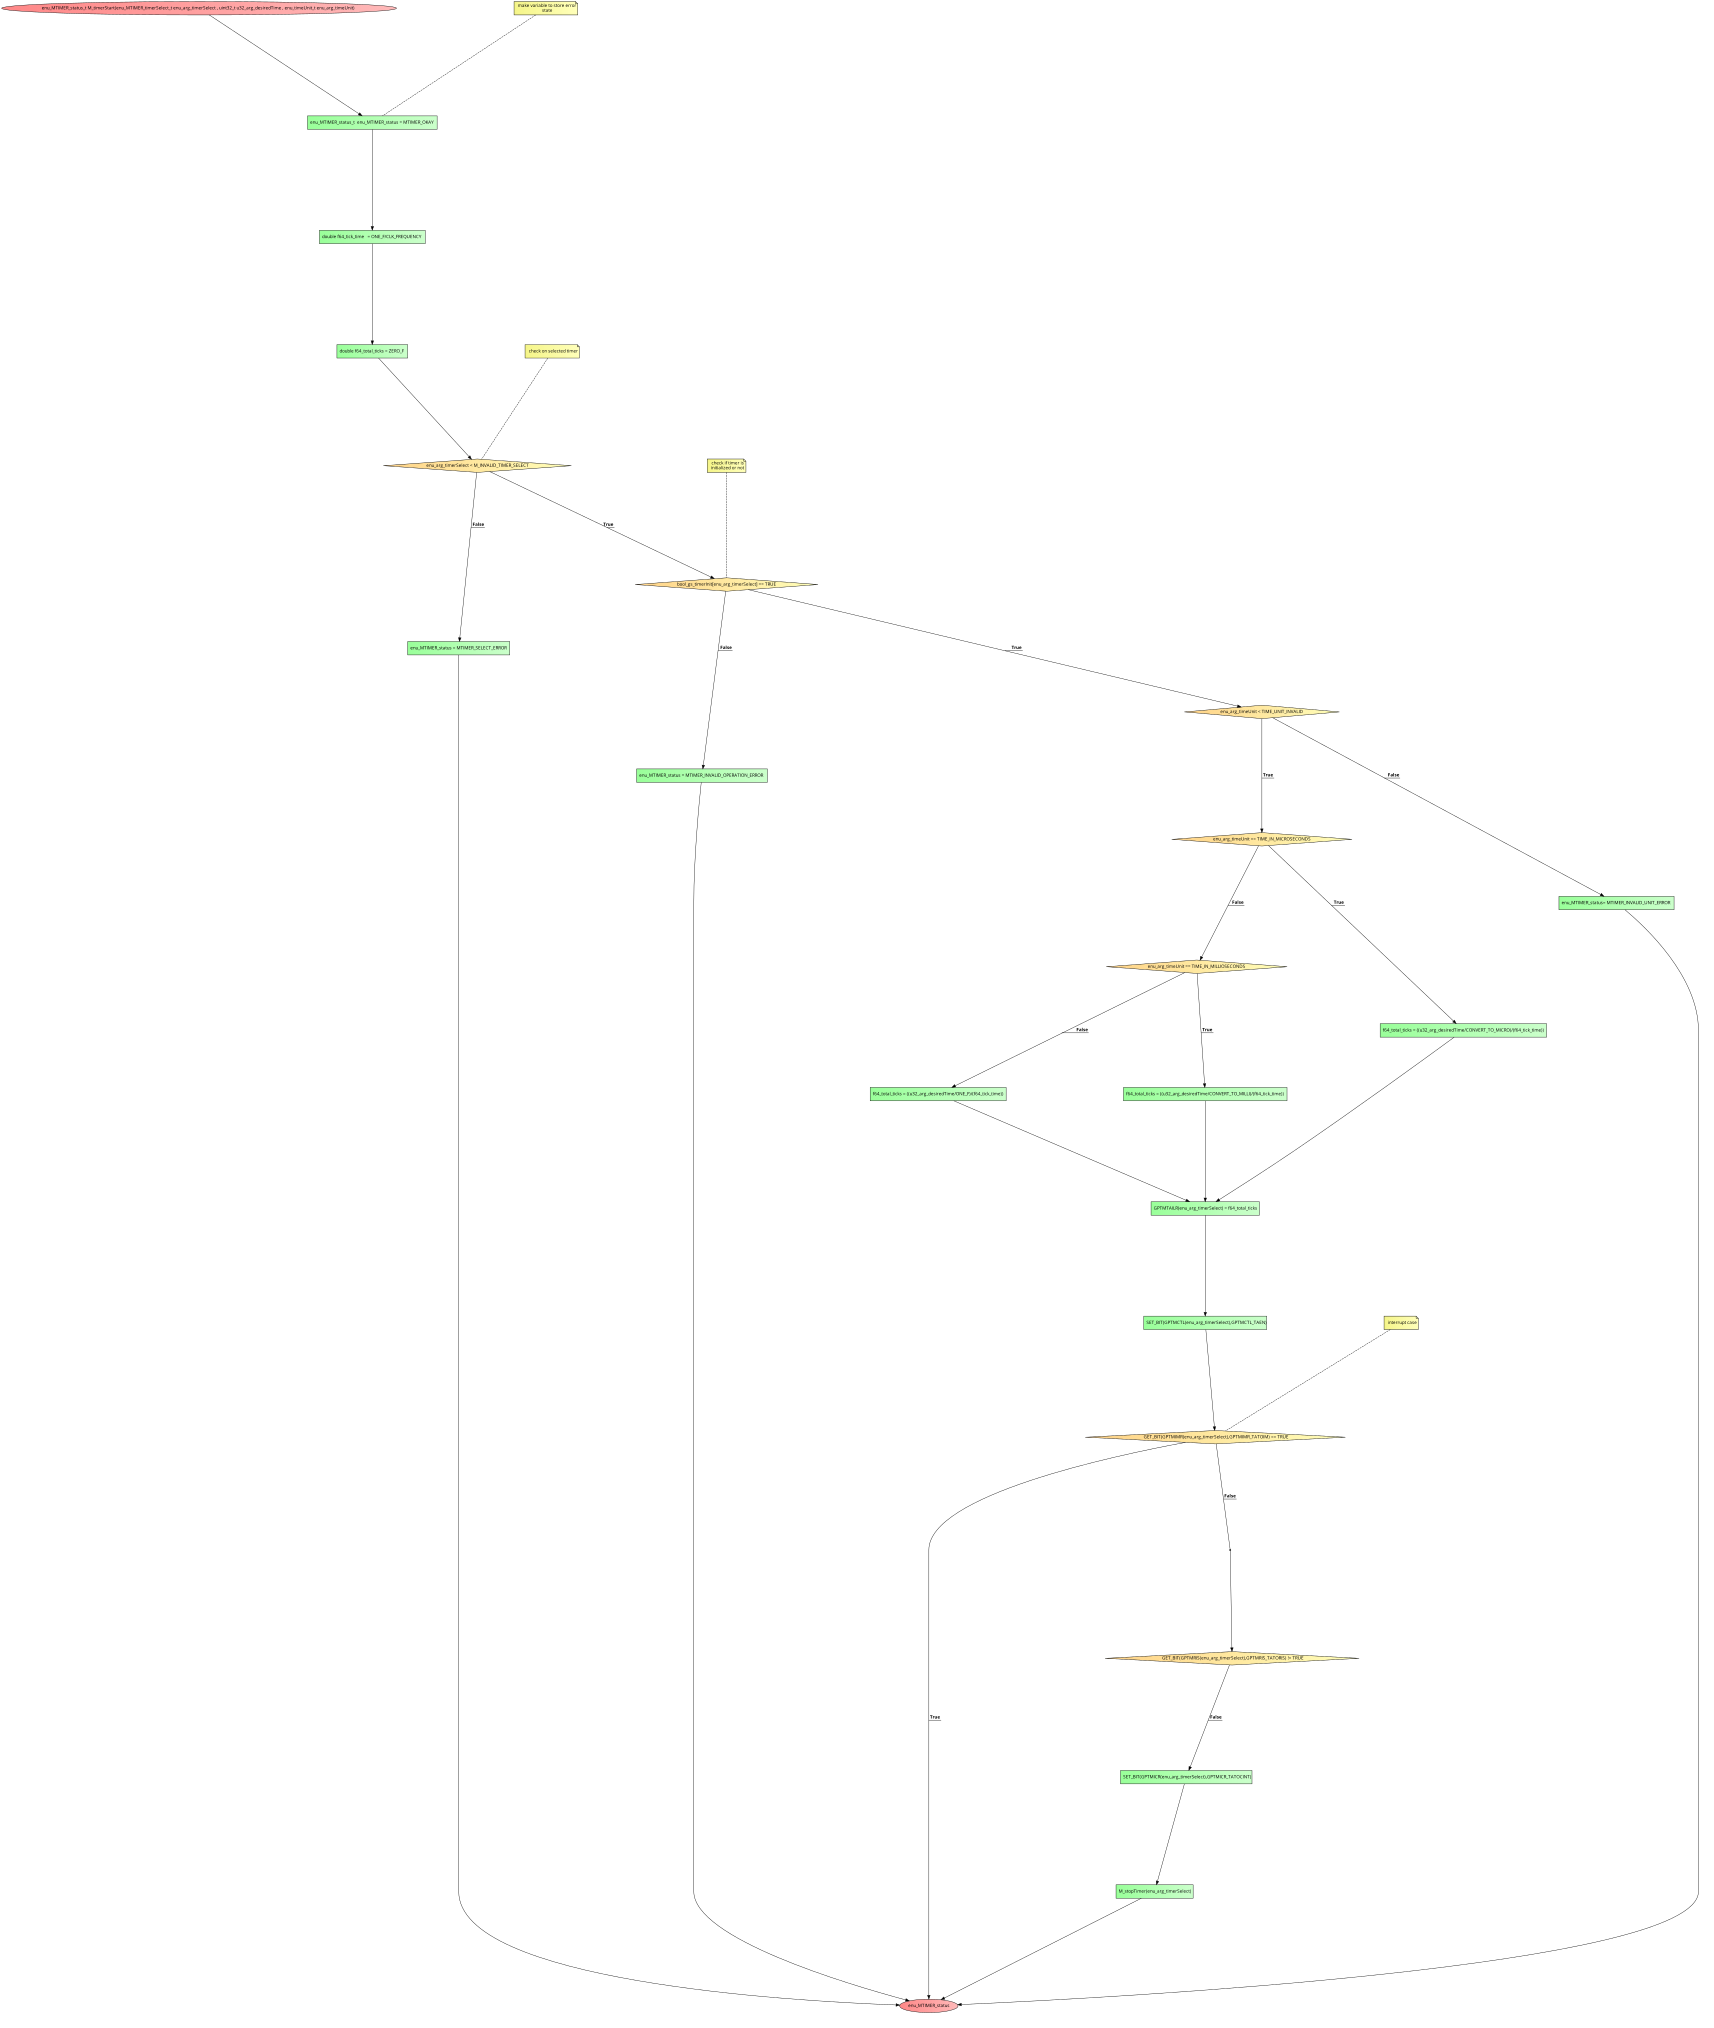 enu_MTIMER_status_t M_timerStart(enu_MTIMER_timerSelect_t enu_arg_timerSelect , uint32_t u32_arg_desiredTime , enu_timeUnit_t enu_arg_timeUnit)
make variable to store error
state
enu_MTIMER_status_t enu_MTIMER_status = MTIMER_OKAY
double f64_tick_time = ONE_F/CLK_FREQUENCY
double f64_total_ticks = ZERO_F
check on selected timer
enu_arg_timerSelect < M_INVALID_TIMER_SELECT
check if timer is
initialized or not
False
True
bool_gs_timerInit[enu_arg_timerSelect] == TRUE
enu_MTIMER_status = MTIMER_SELECT_ERROR
False
True
enu_arg_timeUnit < TIME_UNIT_INVALID
enu_MTIMER_status = MTIMER_INVALID_OPERATION_ERROR
True
False
enu_arg_timeUnit == TIME_IN_MICROSECONDS
False
True
enu_MTIMER_status= MTIMER_INVALID_UNIT_ERROR
enu_arg_timeUnit == TIME_IN_MILLIOSECONDS
False
True
f64_total_ticks = ((u32_arg_desiredTime/CONVERT_TO_MICRO)/(f64_tick_time))
f64_total_ticks = ((u32_arg_desiredTime/ONE_F)/(f64_tick_time))
f64_total_ticks = ((u32_arg_desiredTime/CONVERT_TO_MILLI)/(f64_tick_time))
GPTMTAILR(enu_arg_timerSelect) = f64_total_ticks
SET_BIT(GPTMCTL(enu_arg_timerSelect),GPTMCTL_TAEN)
interrupt case
GET_BIT(GPTMIMR(enu_arg_timerSelect),GPTMIMR_TATOIM) == TRUE
False
GET_BIT(GPTMRIS(enu_arg_timerSelect),GPTMRIS_TATORIS) != TRUE
True
False
SET_BIT(GPTMICR(enu_arg_timerSelect),GPTMICR_TATOCINT)
M_stopTimer(enu_arg_timerSelect)
enu_MTIMER_status